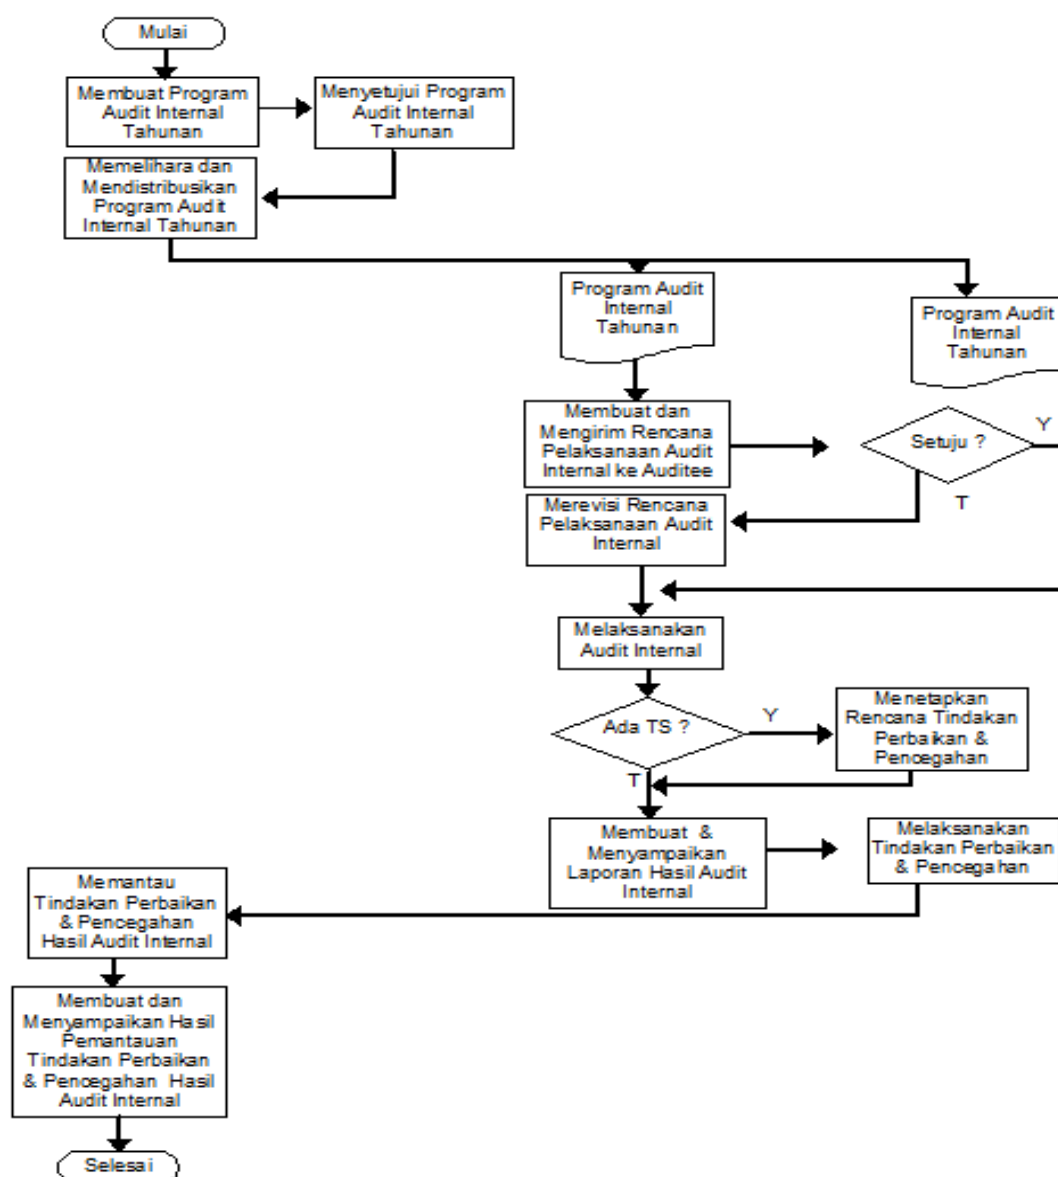 Mulai
Membuat Program
Audit Internal
Tahunan
Menyetujui Program
Audit Internal
Tahunan
Memelihara dan
Mendistribusikan
Program Audit
Internal Tahunan
Program Audit
Internal
Tahunan
Program Audit
Internal
Tahunan
Membuat dan
Mengirim Rencana
Pelaksanaan Audit
Internal ke Auditee
Setuju ?
Y
T
Merevisi Rencana
Pelaksanaan Audit
Internal
Melaksanakan
Audit Internal
Ada TS ?
Y
T
Menetapkan
Rencana Tindakan
Perbaikan &
Pencegahan
Membuat & 
Menyampaikan
Laporan Hasil Audit
Internal
Melaksanakan
Tindakan Perbaikan
& Pencegahan
Memantau
Tindakan Perbaikan
& Pencegahan
Hasil Audit Internal
Membuat dan
Menyampaikan Hasil
Pemantauan
Tindakan Perbaikan
& Pencegahan Hasil
Audit Internal
Selesai